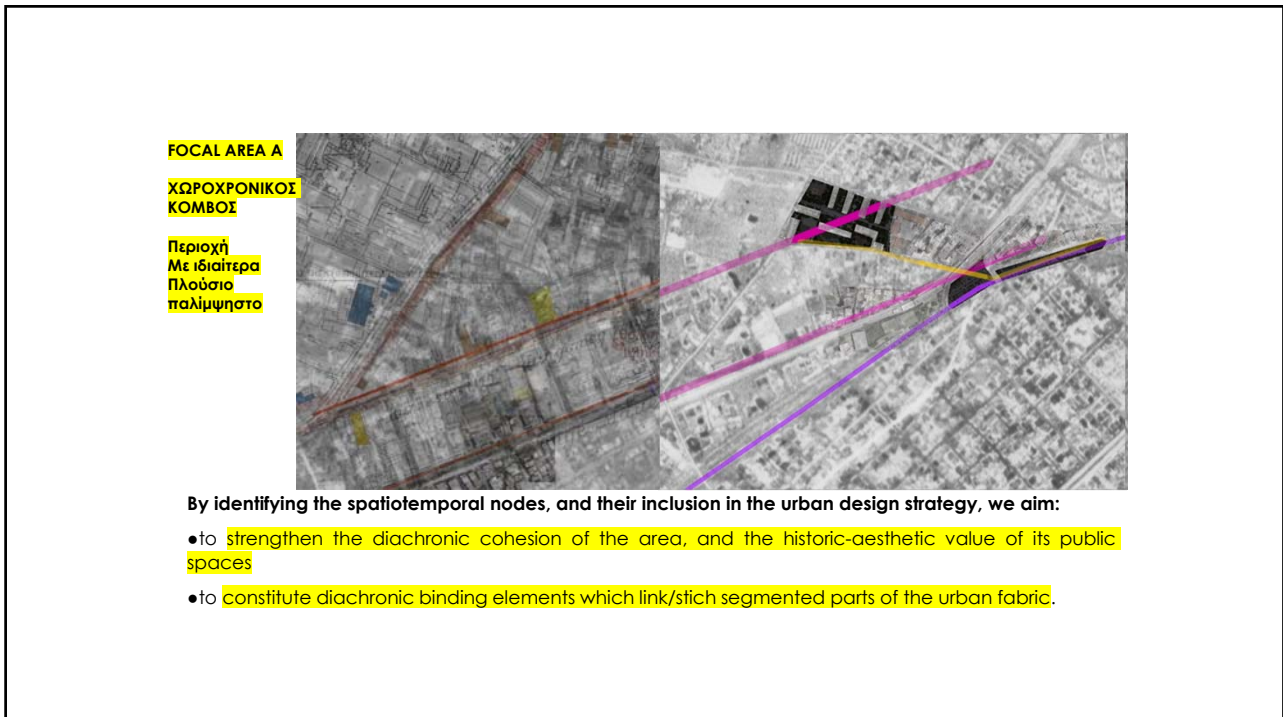 FOCAL AREA A
ΧΩΡΟΧΡΟΝΙΚΟΣ
ΚΟΜΒΟΣ
Περιοχή
Με ιδιαίτερα
Πλούσιο
παλίμψηστο
By identifying the spatiotemporal nodes, and their inclusion in the urban design strategy, we aim:
●to strengthen the diachronic cohesion of the area, and the historic-aesthetic value of its public
spaces
●to constitute diachronic binding elements which link/stich segmented parts of the urban fabric.